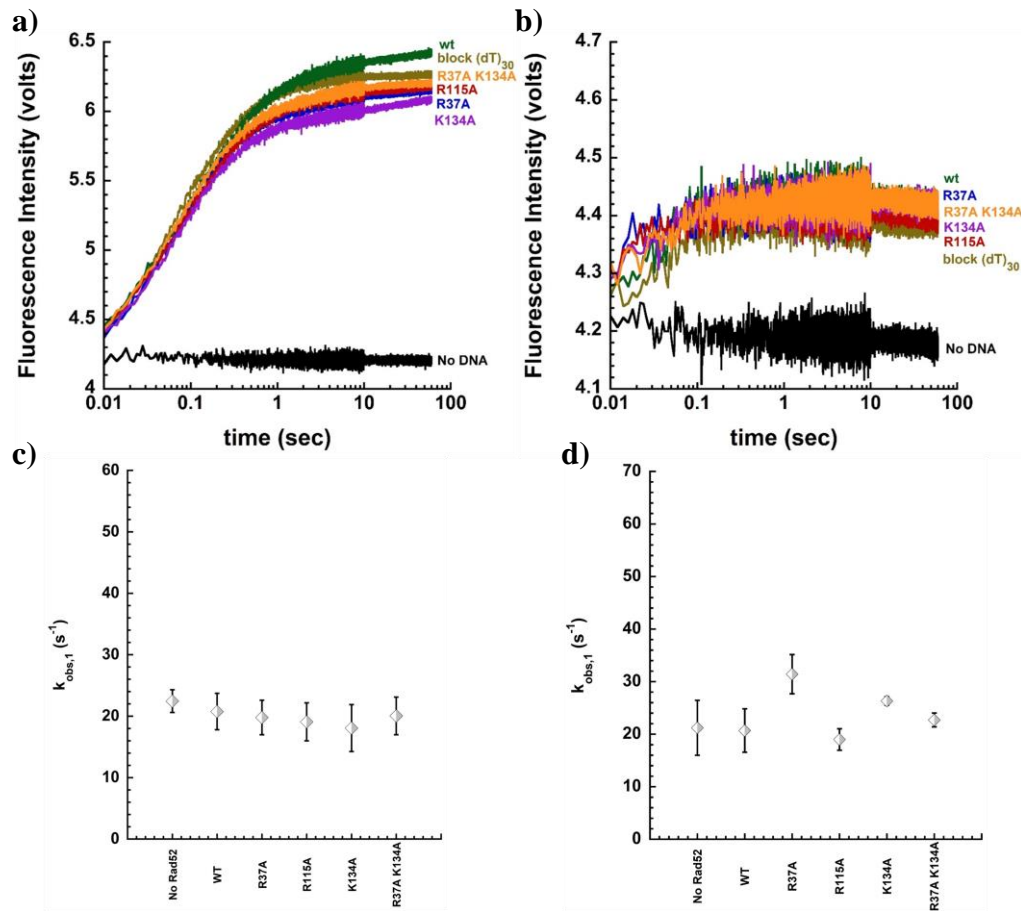 a)
6.5
6
5.5
5
4.5
4
Fluorescence Intensity (volts)
0.01
0.1
1
10
100
time (sec)
wt
block (dT)30
R37A K134A
R115A
R37A
K134A
No DNA
b)
4.7
4.6
4.5
4.4
4.3
4.2
4.1
Fluorescence Intensity (volts)
0.01
0.1
1
10
100
time (sec)
wt
R37A
R37A K134A
K134A
R115A
block (dT)30
No DNA
c)
60
50
40
30
20
10
0
kobs,1 (s-1)
No Rad52
WT
R37A
R115A
K134A
R37A K134A
d)
70
60
50
40
30
20
10
0
kobs,1 (s-1)
No Rad52
WT
R37A
R115A
K134A
R37A K134A